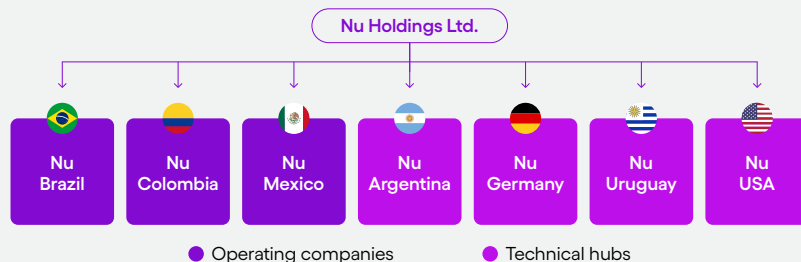 Nu Holdings Ltd.
Nu
Brazil
Nu
Colombia
Nu
Mexico
Nu
Argentina
Nu
Germany
Nu
Uruguay
Nu
USA
Operating companies
Technical hubs